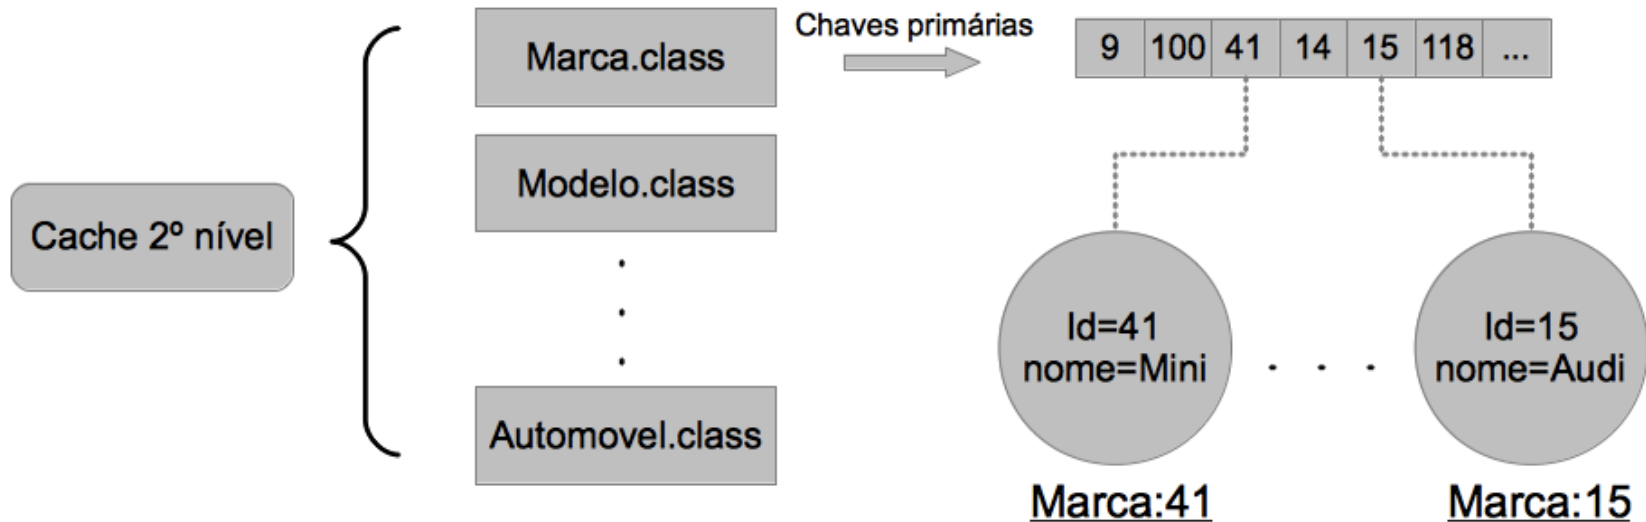 Cache 2º nível
Marca.class
Modelo.class
Automovel.class
Chaves primárias
9 100 41 14 15 118 ...
Id=41
nome=Mini
Marca:41
Id=15
nome=Audi
Marca:15